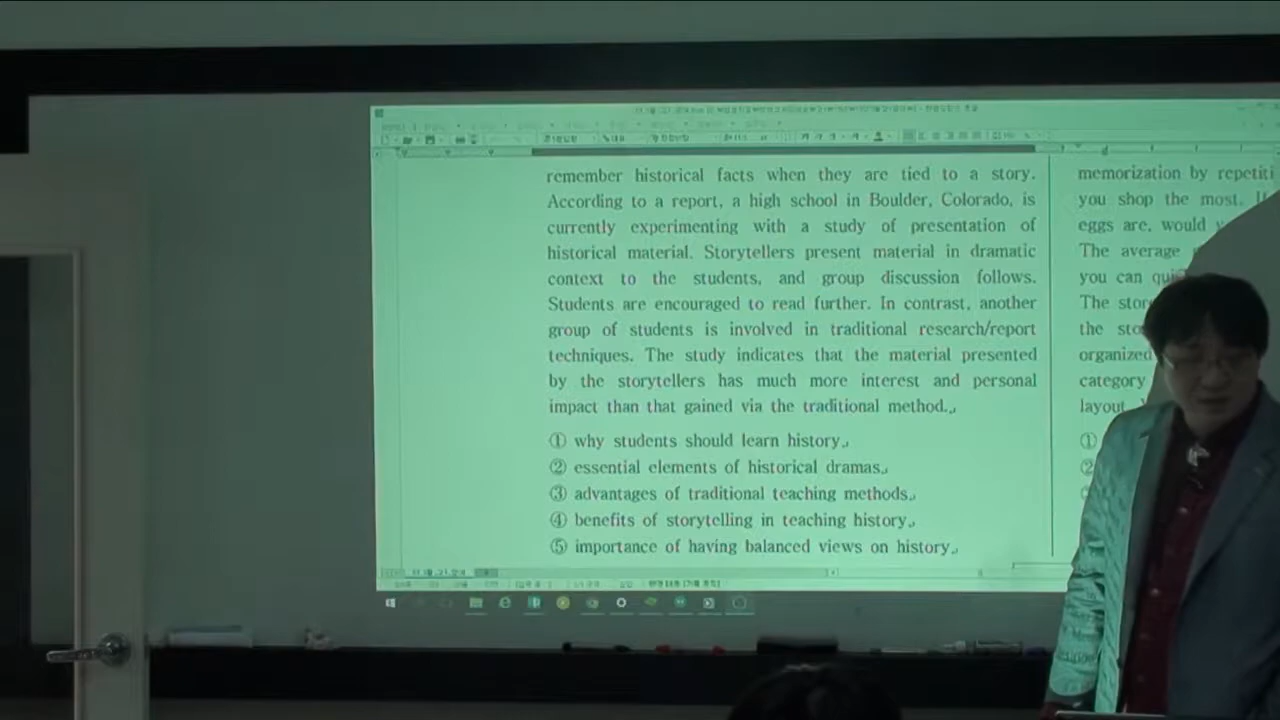 remember historical facts when they are tied to a story.
According to a report, a high school in Boulder, Colorado, is
currently experimenting with a study of presentation of
historical material. Storytellers present material in dramatic
context to the students, and group discussion follows.
Students are encouraged to read further. In contrast, another
group of students is involved in traditional research/report
techniques. The study indicates that the material presented
by the storytellers has much more interest and personal
impact than that gained via the traditional method.
① why students should learn history
② essential elements of historical dramas
③ advantages of traditional teaching methods
④ benefits of storytelling in teaching history
⑤ importance of having balanced views on history
memorization by
you shop the most.
eggs are, would
The average
you can
The
the
organized
category
layout.
①
②